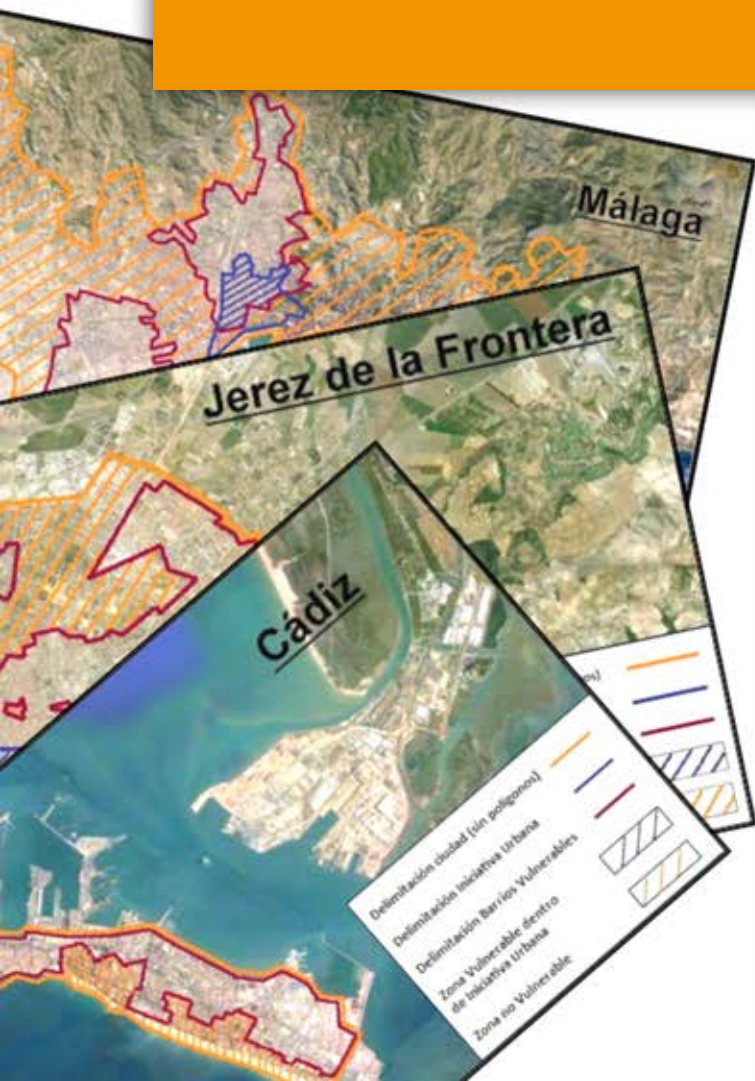 Málaga
Jerez de la Frontera
Cádiz
Delimitación ciudad (sin polígonos)
Delimitación Iniciativa Urbana
Delimitación Barrios Vulnerables
Zona Vulnerable dentro
de Iniciativa Urbana
Zona no Vulnerable